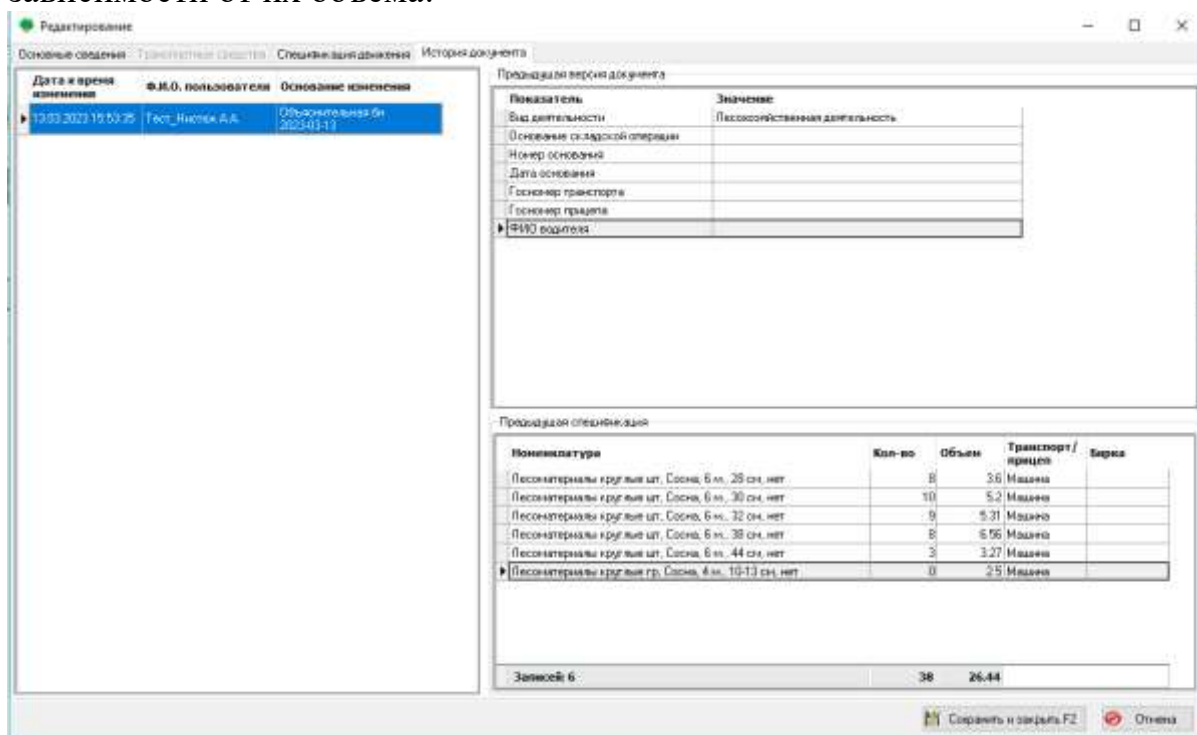 зависимости от их объема.
Редактирование
Основные сведения Транспортные средства Спецификация движения История документа
Дата и время изменения Ф.И.О. пользователя Основание изменения
13.03.2023 15:53:35 Тест_Нистюк А.А. Объяснительная бн 2023-03-13
Предыдущая версия документа
Показатель Значение
Вид деятельности Лесохозяйственная деятельность
Основание складской операции
Номер основания
Дата основания
Госномер транспорта
Госномер прицепа
ФИО водителя
Предыдущая спецификация
Номенклатура Кол-во Объем Транспорт/прицеп Бирка
Лесоматериалы круглые шт, Сосна, 6 м., 28 см, нет 8 3.6 Машина
Лесоматериалы круглые шт, Сосна, 6 м., 30 см, нет 10 5.2 Машина
Лесоматериалы круглые шт, Сосна, 6 м., 32 см, нет 9 5.31 Машина
Лесоматериалы круглые шт, Сосна, 6 м., 38 см, нет 8 6.56 Машина
Лесоматериалы круглые шт, Сосна, 6 м., 44 см, нет 3 3.27 Машина
Лесоматериалы круглые гр, Сосна, 4 м., 10-13 см, нет 0 2.5 Машина
Записей: 6 38 26.44
Сохранить и закрыть F2 Отмена